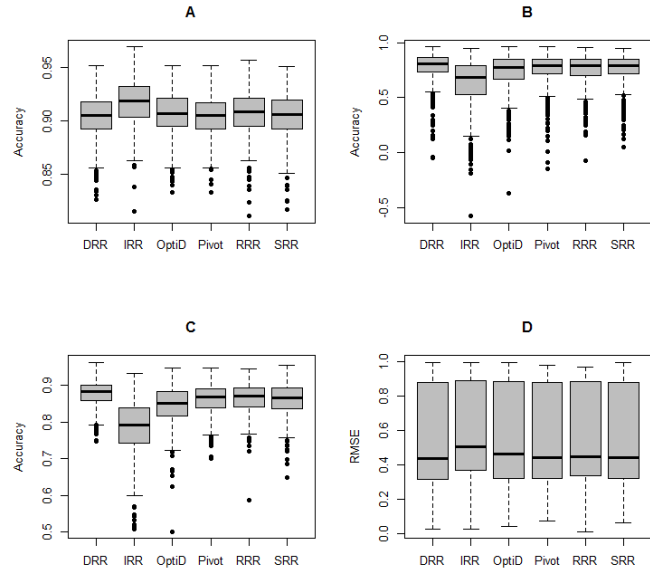 A
Accuracy
0.95
0.90
0.85
DRR IRR OptiD Pivot RRR SRR
B
Accuracy
1.0
0.5
0.0
-0.5
DRR IRR OptiD Pivot RRR SRR
C
Accuracy
0.9
0.8
0.7
0.6
0.5
DRR IRR OptiD Pivot RRR SRR
D
RMSE
1.0
0.8
0.6
0.4
0.2
0.0
DRR IRR OptiD Pivot RRR SRR